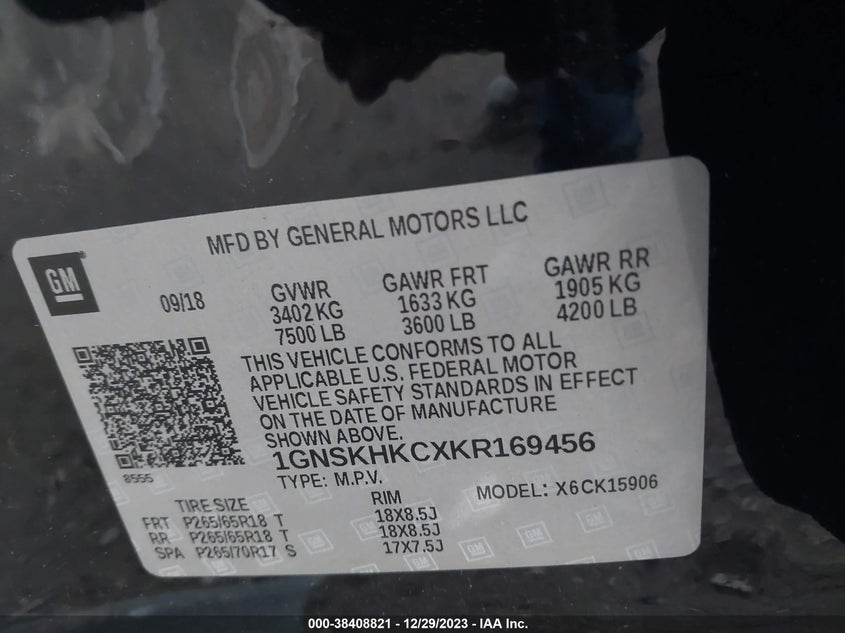 MFD BY GENERAL MOTORS LLC
GM
09/18
GVWR
3402 KG
7500 LB
GAWR FRT
1633 KG
3600 LB
GAWR RR
1905 KG
4200 LB
THIS VEHICLE CONFORMS TO ALL
APPLICABLE U.S. FEDERAL MOTOR
VEHICLE SAFETY STANDARDS IN EFFECT
ON THE DATE OF MANUFACTURE
SHOWN ABOVE.
8555
1GNSKHKCXKR169456
TYPE: M.P.V.
MODEL: X6CK15906
TIRE SIZE RIM
FRT P265/65R18 T 18X8.5J
RR P265/65R18 T 18X8.5J
SPA P265/70R17 S 17X7.5J
000-38408821 - 12/29/2023 - IAA Inc.